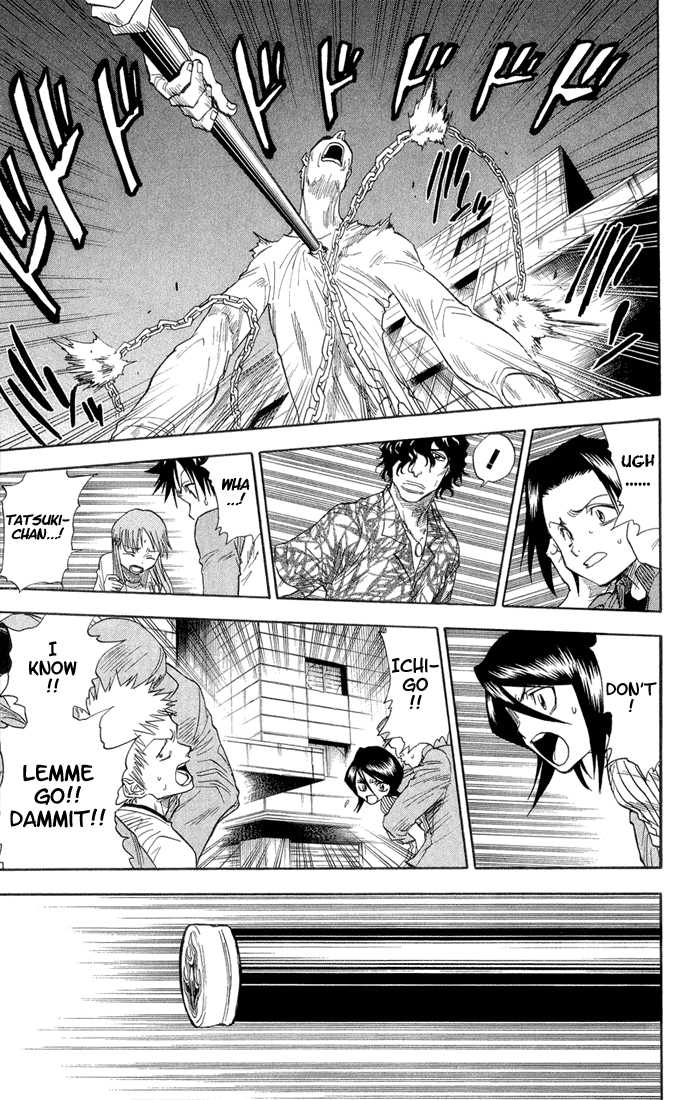 ドドドドドドドド
UGH
......
!
WHA
...!
TATSUKI-
CHAN...!
DON'T
!
ICHI-
GO!!
I
KNOW
!!
LEMME
GO!!
DAMMIT!!